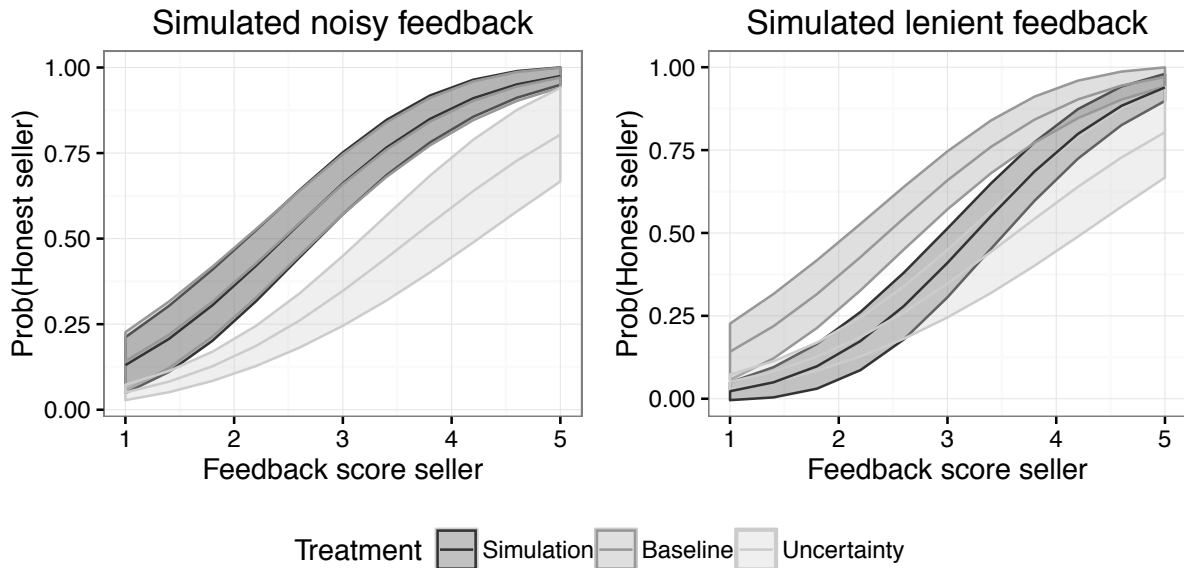 Simulated noisy feedback
Simulated lenient feedback
Prob(Honest seller)
1.00
0.75
0.50
0.25
0.00
1 2 3 4 5
Feedback score seller
Prob(Honest seller)
1.00
0.75
0.50
0.25
0.00
1 2 3 4 5
Feedback score seller
Treatment Simulation Baseline Uncertainty